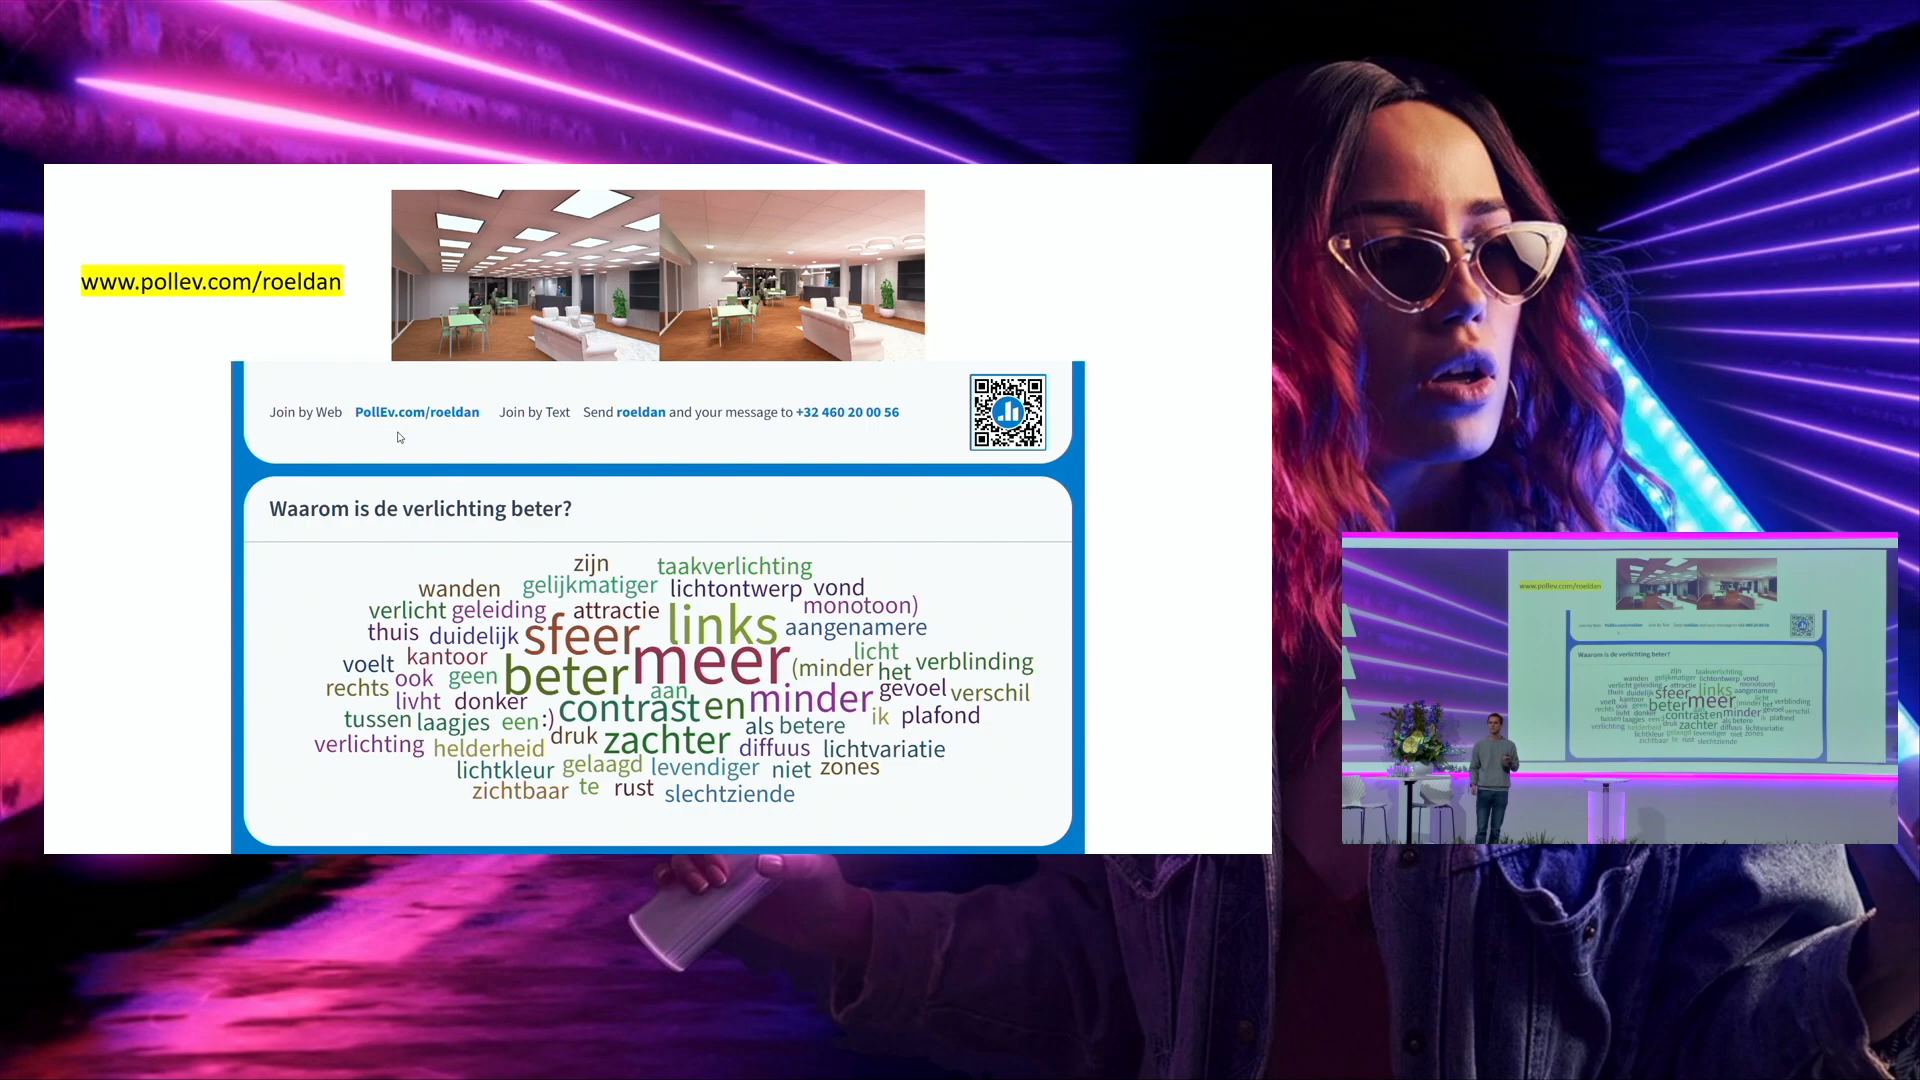 www.pollev.com/roeldan
Join by Web PollEv.com/roeldan Join by Text Send roeldan and your message to +32 460 20 00 56
Waarom is de verlichting beter?
zijn taakverlichting
wanden gelijkmatiger lichtontwerp vond
verlicht geleiding attractie links monotoon)
thuis duidelijk sfeer aangenamere
voelt kantoor beter meer (minder licht het verblinding
rechts ook geen aan minder gevoel verschil
livht donker contrast en ik plafond
tussen laagjes een :) als betere
verlichting helderheid druk zachter diffuus lichtvariatie
lichtkleur gelaagd levendiger niet zones
zichtbaar te rust slechtziende